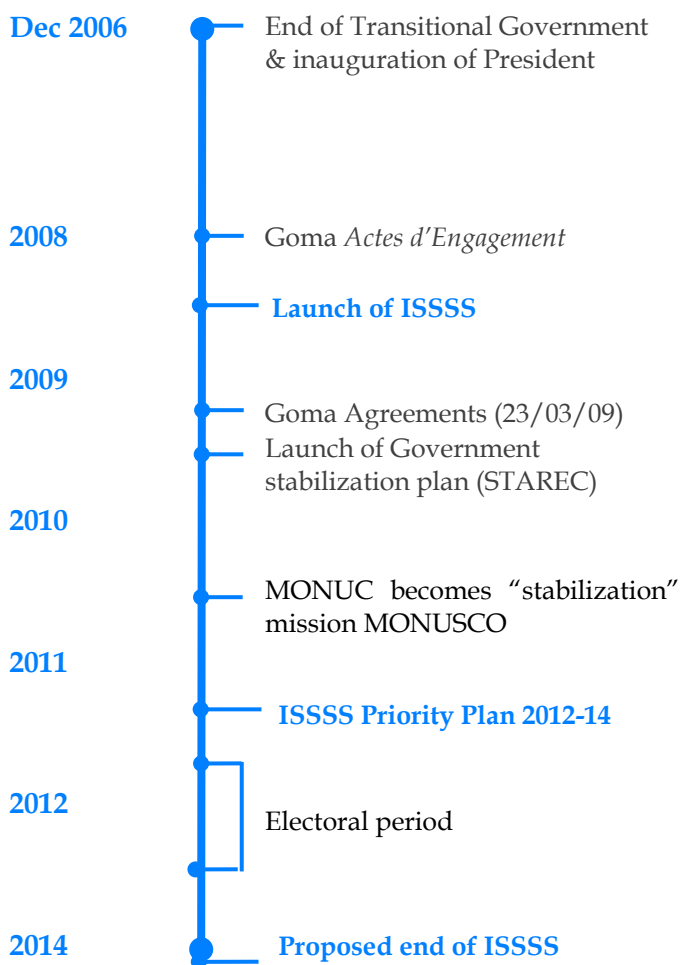 Dec 2006
End of Transitional Government
& inauguration of President
2008
Goma Actes d'Engagement
Launch of ISSSS
2009
Goma Agreements (23/03/09)
Launch of Government
stabilization plan (STAREC)
2010
MONUC becomes “stabilization”
mission MONUSCO
2011
ISSSS Priority Plan 2012-14
2012
Electoral period
2014
Proposed end of ISSSS